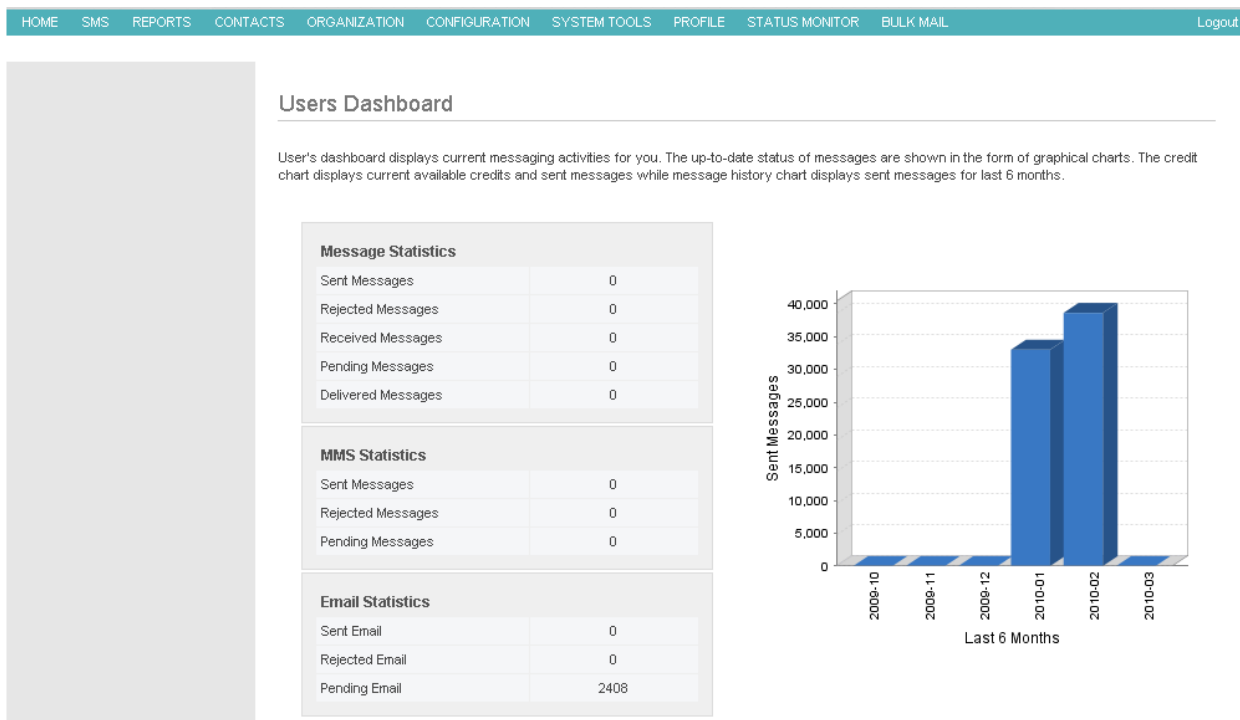 HOME SMS REPORTS CONTACTS ORGANIZATION CONFIGURATION SYSTEM TOOLS PROFILE STATUS MONITOR BULK MAIL Logout
Users Dashboard
User's dashboard displays current messaging activities for you. The up-to-date status of messages are shown in the form of graphical charts. The credit
chart displays current available credits and sent messages while message history chart displays sent messages for last 6 months.
Message Statistics
Sent Messages 0
Rejected Messages 0
Received Messages 0
Pending Messages 0
Delivered Messages 0
MMS Statistics
Sent Messages 0
Rejected Messages 0
Pending Messages 0
Email Statistics
Sent Email 0
Rejected Email 0
Pending Email 2408
Sent Messages
40,000
35,000
30,000
25,000
20,000
15,000
10,000
5,000
0
2009-10
2009-11
2009-12
2010-01
2010-02
2010-03
Last 6 Months